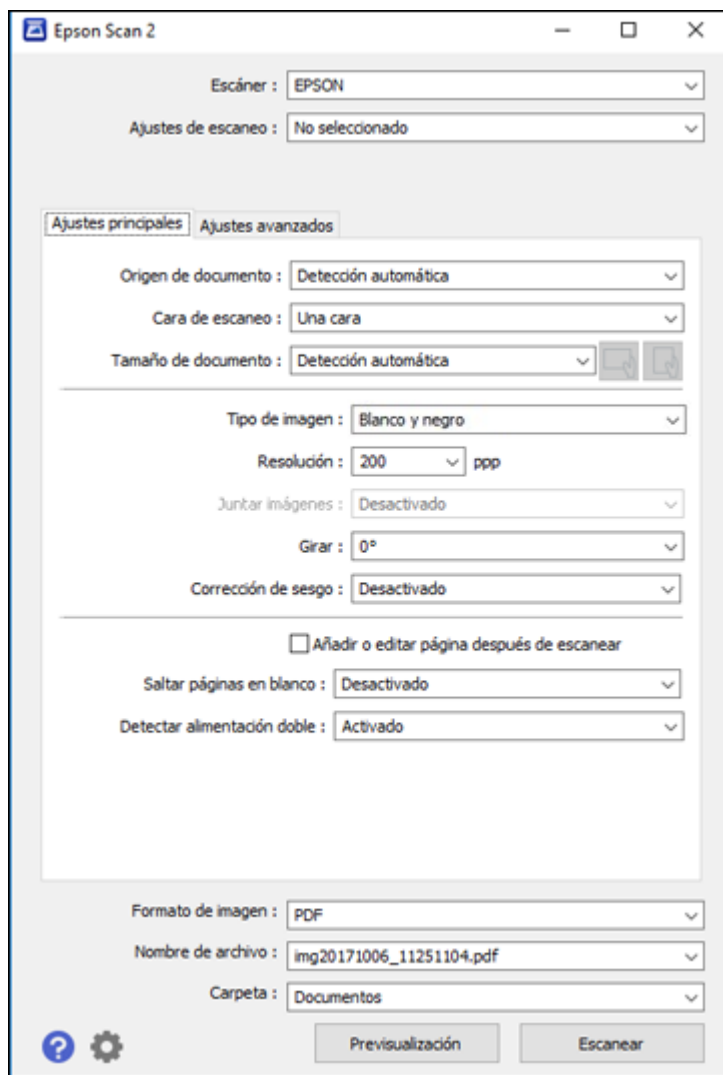 Epson Scan 2
Escáner : EPSON
Ajustes de escaneo : No seleccionado
Ajustes principales Ajustes avanzados
Origen de documento : Detección automática
Cara de escaneo : Una cara
Tamaño de documento : Detección automática
Tipo de imagen : Blanco y negro
Resolución : 200 ppp
Juntar imágenes : Desactivado
Girar : 0°
Corrección de sesgo : Desactivado
Añadir o editar página después de escanear
Saltar páginas en blanco : Desactivado
Detectar alimentación doble : Activado
Formato de imagen : PDF
Nombre de archivo : img20171006_11251104.pdf
Carpeta : Documentos
? Previsualización Escanear